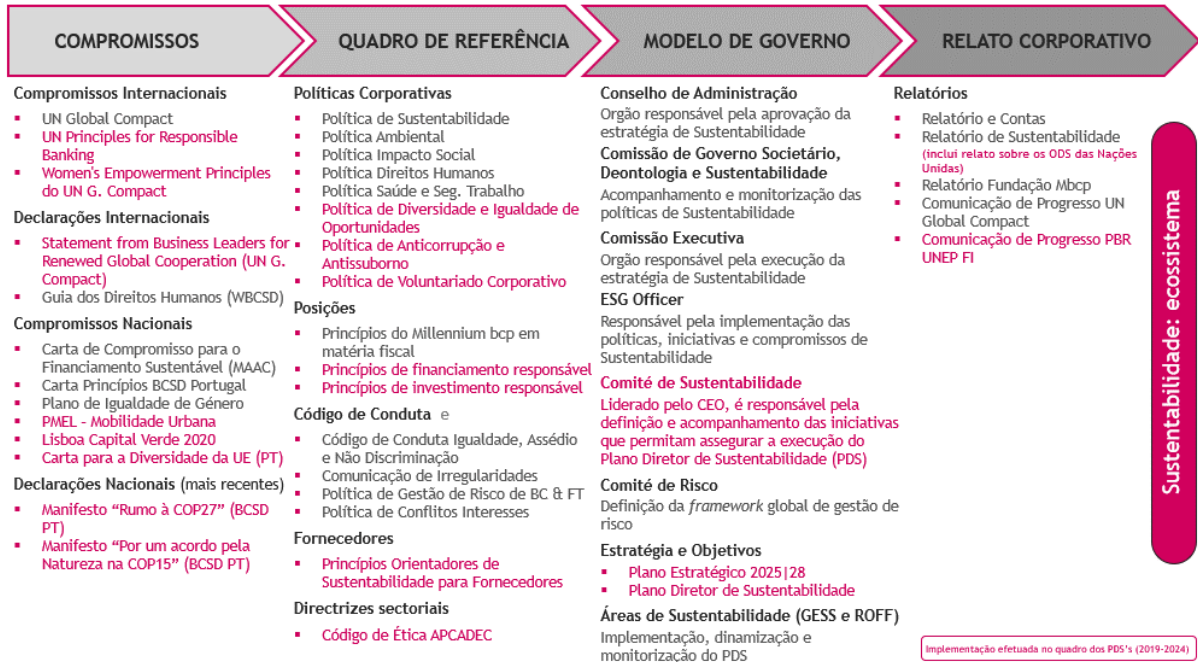 COMPROMISSOS
QUADRO DE REFERÊNCIA
MODELO DE GOVERNO
RELATO CORPORATIVO
Compromissos Internacionais
▪ UN Global Compact
▪ UN Principles for Responsible
Banking
▪ Women's Empowerment Principles
do UN G. Compact
Declarações Internacionais
▪ Statement from Business Leaders for
Renewed Global Cooperation (UN G.
Compact)
▪ Guia dos Direitos Humanos (WBCSD)
Compromissos Nacionais
▪ Carta de Compromisso para o
Financiamento Sustentável (MAAC)
▪ Carta Princípios BCSD Portugal
▪ Plano de Igualdade de Género
▪ PMEL - Mobilidade Urbana
▪ Lisboa Capital Verde 2020
▪ Carta para a Diversidade da UE (PT)
Declarações Nacionais (mais recentes)
▪ Manifesto “Rumo à COP27” (BCSD
PT)
▪ Manifesto “Por um acordo pela
Natureza na COP15” (BCSD PT)
Políticas Corporativas
▪ Política de Sustentabilidade
▪ Política Ambiental
▪ Política Impacto Social
▪ Política Direitos Humanos
▪ Política Saúde e Seg. Trabalho
▪ Política de Diversidade e Igualdade de
Oportunidades
▪ Política de Anticorrupção e
Antissuborno
▪ Política de Voluntariado Corporativo
Posições
▪ Princípios do Millennium bcp em
matéria fiscal
▪ Princípios de financiamento responsável
▪ Princípios de investimento responsável
Código de Conduta e
▪ Código de Conduta Igualdade, Assédio
e Não Discriminação
▪ Comunicação de Irregularidades
▪ Política de Gestão de Risco de BC & FT
▪ Política de Conflitos Interesses
Fornecedores
▪ Princípios Orientadores de
Sustentabilidade para Fornecedores
Directrizes sectoriais
▪ Código de Ética APCADEC
Conselho de Administração
Orgão responsável pela aprovação da
estratégia de Sustentabilidade
Comissão de Governo Societário,
Deontologia e Sustentabilidade
Acompanhamento e monitorização das
políticas de Sustentabilidade
Comissão Executiva
Orgão responsável pela execução da
estratégia de Sustentabilidade
ESG Officer
Responsável pela implementação das
políticas, iniciativas e compromissos de
Sustentabilidade
Comité de Sustentabilidade
Liderado pelo CEO, é responsável pela
definição e acompanhamento das iniciativas
que permitam assegurar a execução do
Plano Diretor de Sustentabilidade (PDS)
Comité de Risco
Definição da framework global de gestão de
risco
Estratégia e Objetivos
▪ Plano Estratégico 2025|28
▪ Plano Diretor de Sustentabilidade
Áreas de Sustentabilidade (GESS e ROFF)
Implementação, dinamização e
monitorização do PDS
Relatórios
▪ Relatório e Contas
▪ Relatório de Sustentabilidade
(inclui relato sobre os ODS das Nações
Unidas)
▪ Relatório Fundação Mbcp
▪ Comunicação de Progresso UN
Global Compact
▪ Comunicação de Progresso PBR
UNEP FI
Sustentabilidade: ecossistema
Implementação efetuada no quadro dos PDS's (2019-2024)